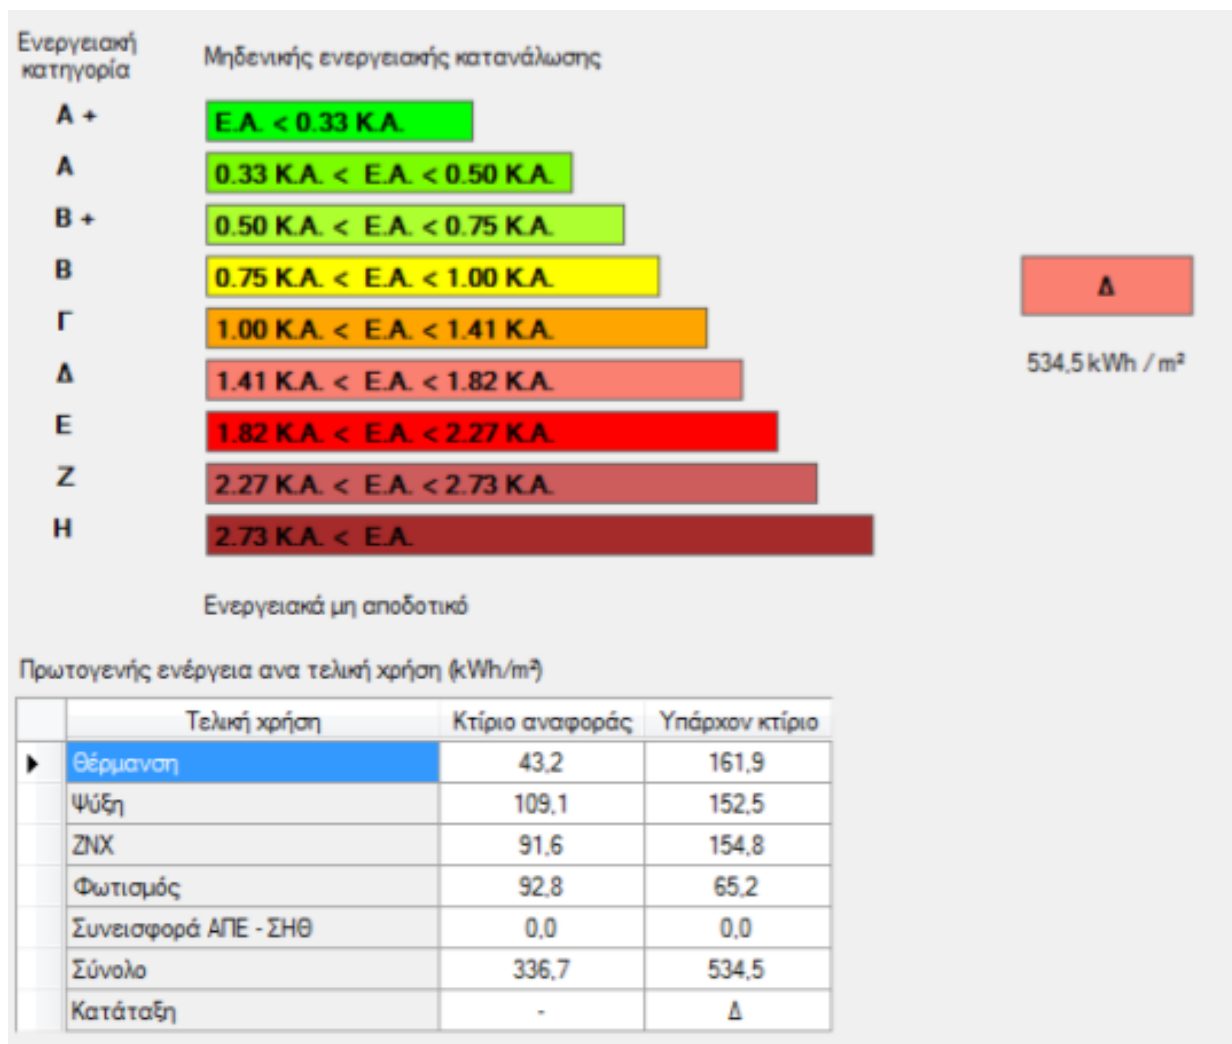 Ενεργειακή
κατηγορία
Μηδενικής ενεργειακής κατανάλωσης
Α +
Ε.Α. < 0.33 Κ.Α.
Α
0.33 Κ.Α. < Ε.Α. < 0.50 Κ.Α.
Β +
0.50 Κ.Α. < Ε.Α. < 0.75 Κ.Α.
Β
0.75 Κ.Α. < Ε.Α. < 1.00 Κ.Α.
Δ
Γ
1.00 Κ.Α. < Ε.Α. < 1.41 Κ.Α.
534,5 kWh / m²
Δ
1.41 Κ.Α. < Ε.Α. < 1.82 Κ.Α.
Ε
1.82 Κ.Α. < Ε.Α. < 2.27 Κ.Α.
Ζ
2.27 Κ.Α. < Ε.Α. < 2.73 Κ.Α.
Η
2.73 Κ.Α. < Ε.Α.
Ενεργειακά μη αποδοτικό
Πρωτογενής ενέργεια ανα τελική χρήση (kWh/m²)
Τελική χρήση Κτίριο αναφοράς Υπάρχον κτίριο
Θέρμανση 43,2 161,9
Ψύξη 109,1 152,5
ΖΝΧ 91,6 154,8
Φωτισμός 92,8 65,2
Συνεισφορά ΑΠΕ - ΣΗΘ 0,0 0,0
Σύνολο 336,7 534,5
Κατάταξη - Δ